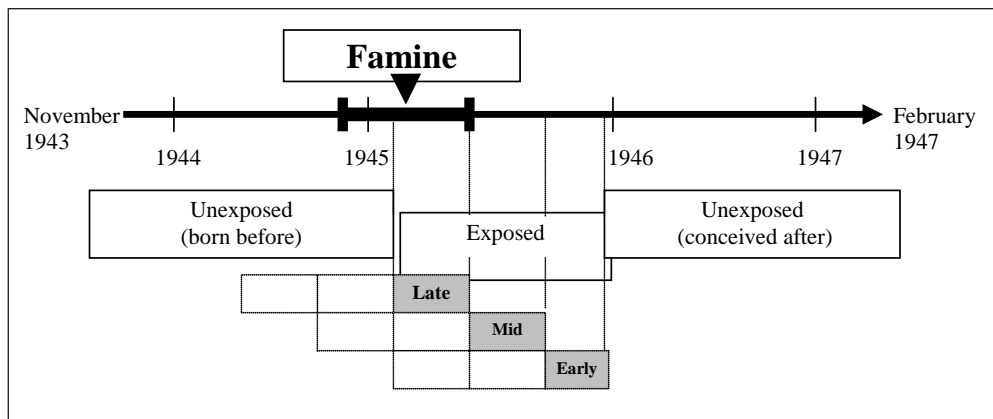 Famine
November
1943
February
1947
1944
1945
1946
1947
Unexposed
(born before)
Exposed
Unexposed
(conceived after)
Late
Mid
Early